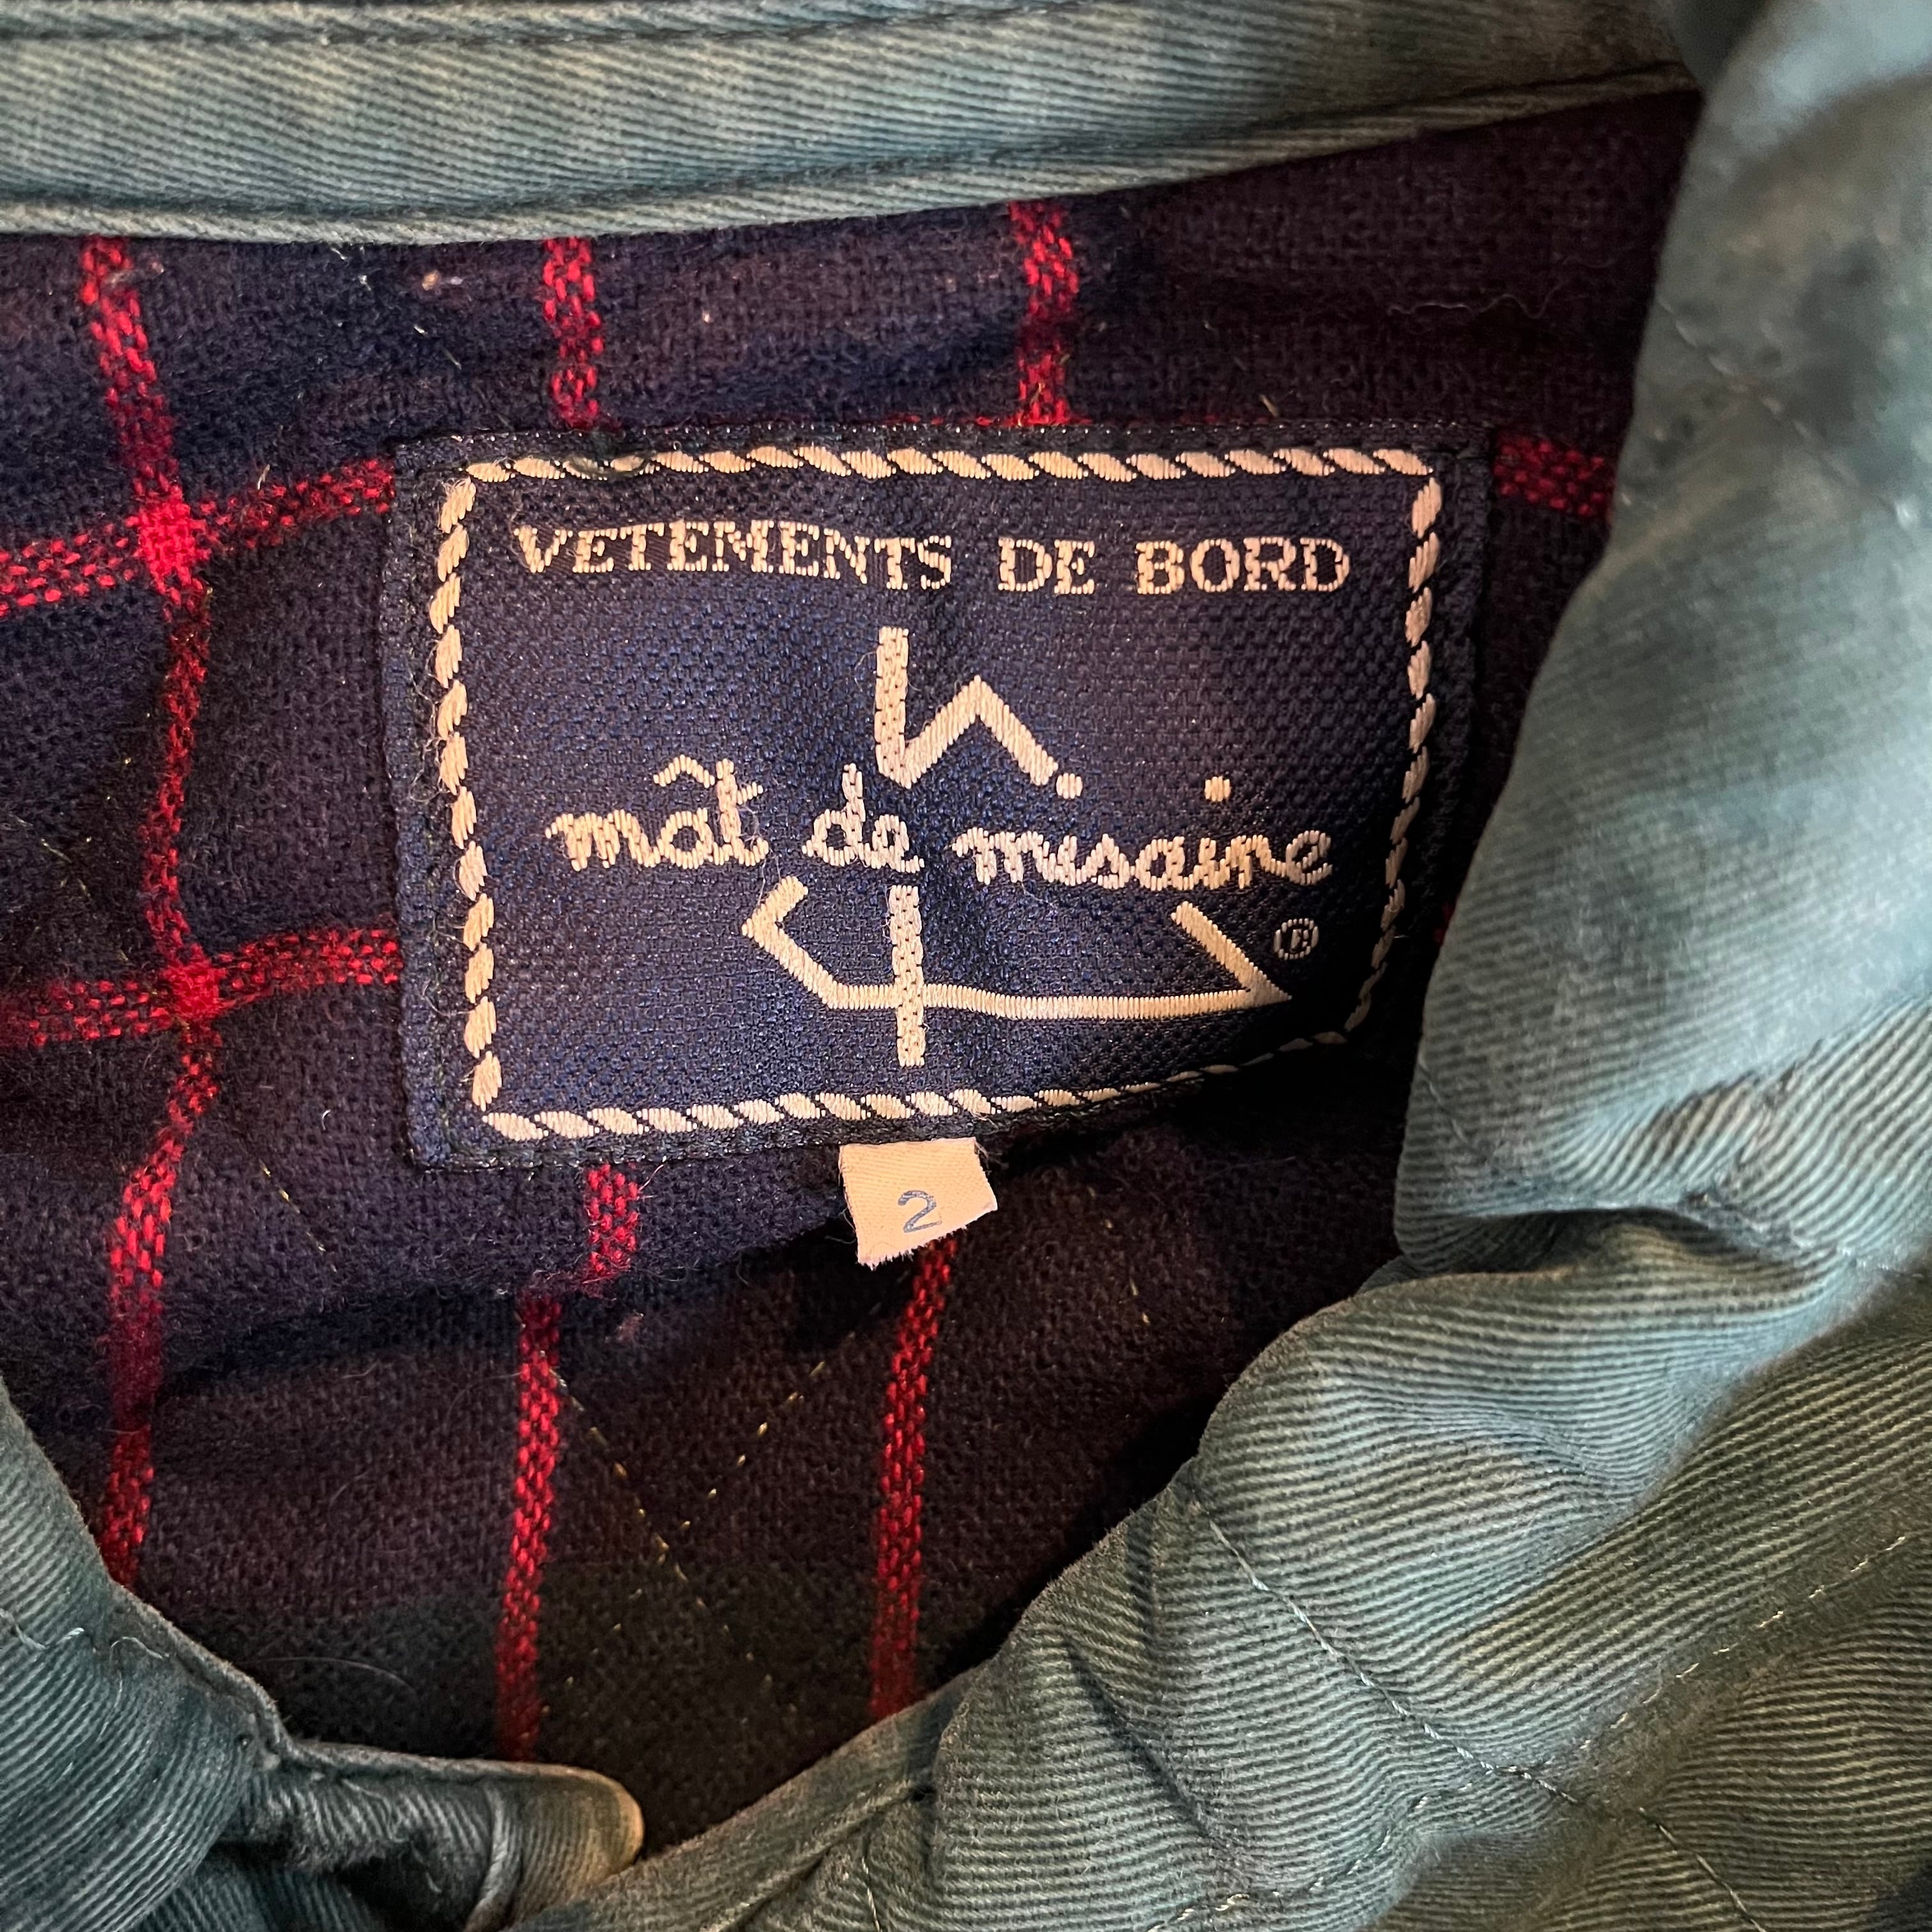 VETEMENTS DE BORD
mât de misaine
®
2